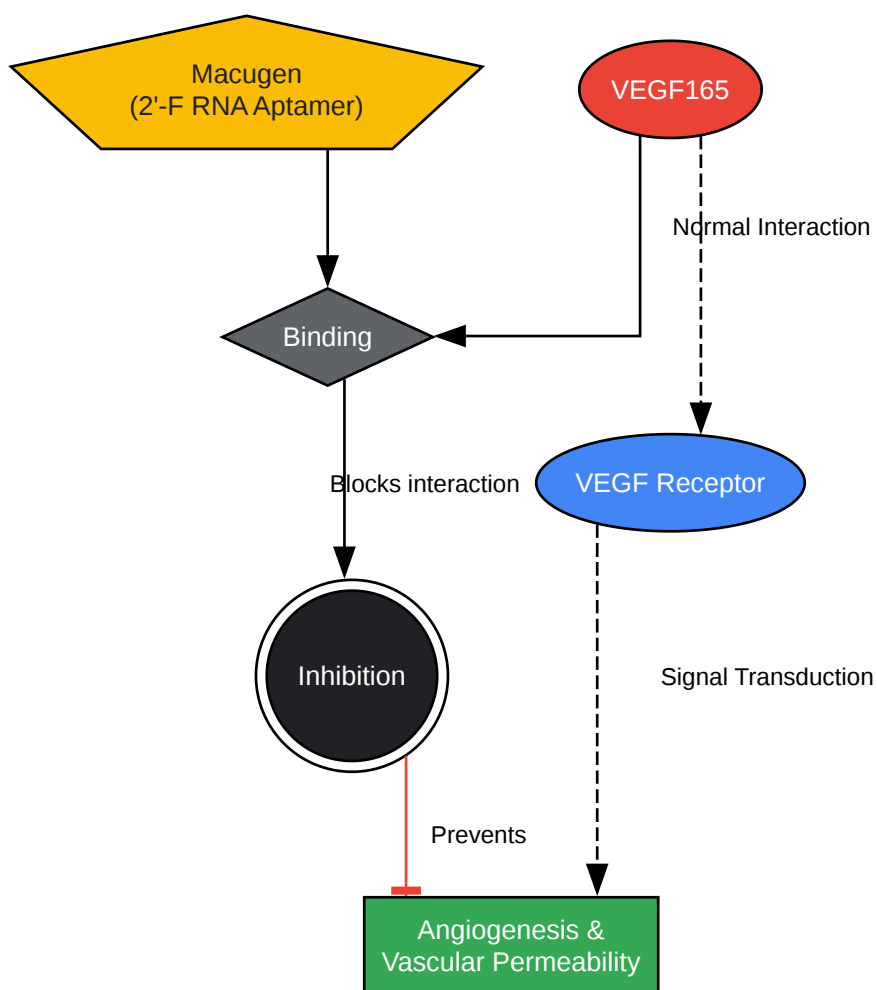 Macugen
(2'-F RNA Aptamer)
VEGF165
Normal Interaction
Binding
Blocks interaction
VEGF Receptor
Inhibition
Signal Transduction
Prevents
Angiogenesis &
Vascular Permeability